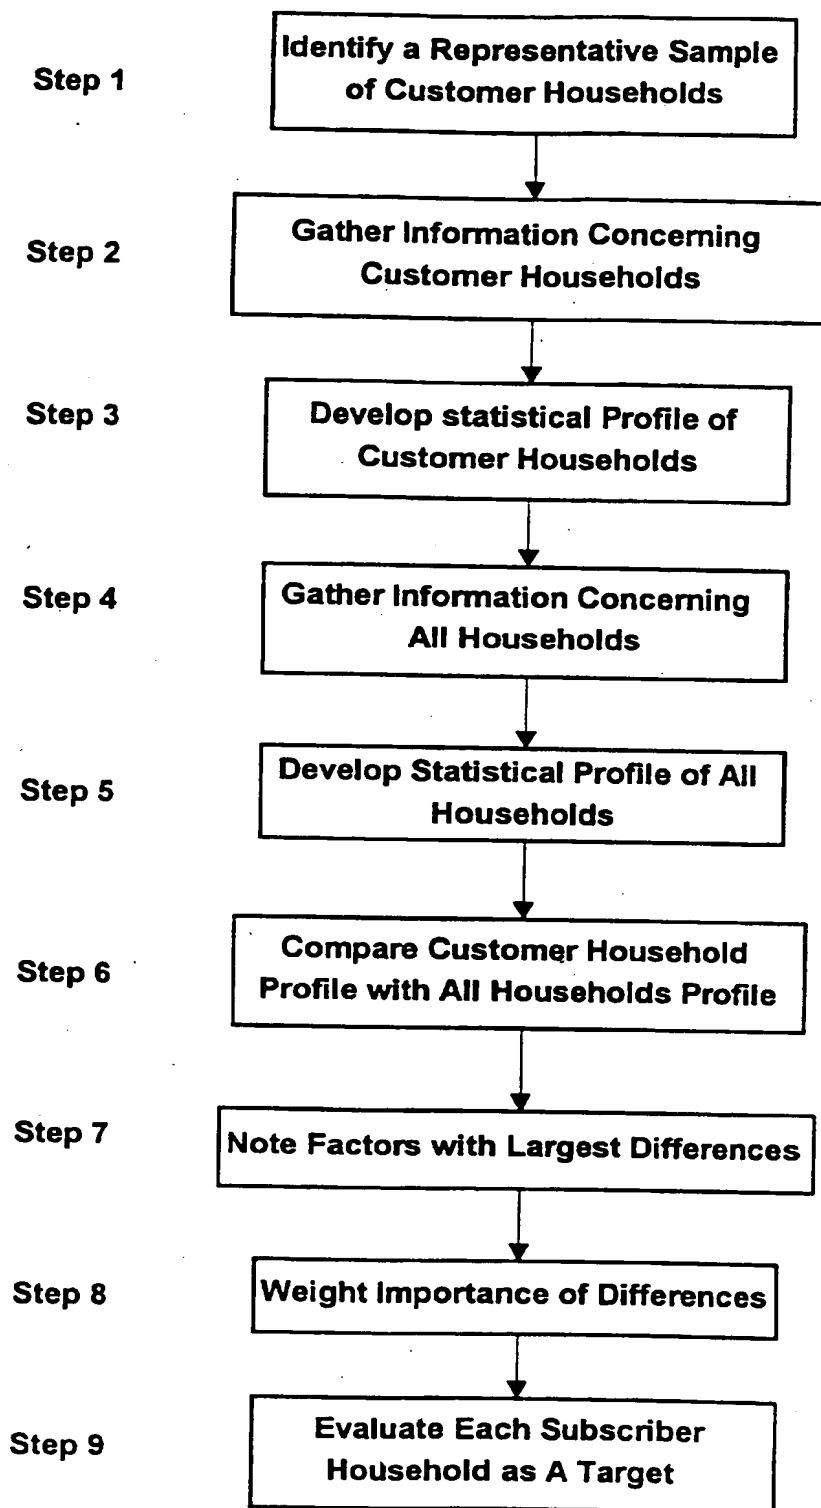 Step 1
Identify a Representative Sample
of Customer Households
Step 2
Gather Information Concerning
Customer Households
Step 3
Develop statistical Profile of
Customer Households
Step 4
Gather Information Concerning
All Households
Step 5
Develop Statistical Profile of All
Households
Step 6
Compare Customer Household
Profile with All Households Profile
Step 7
Note Factors with Largest Differences
Step 8
Weight Importance of Differences
Step 9
Evaluate Each Subscriber
Household as A Target